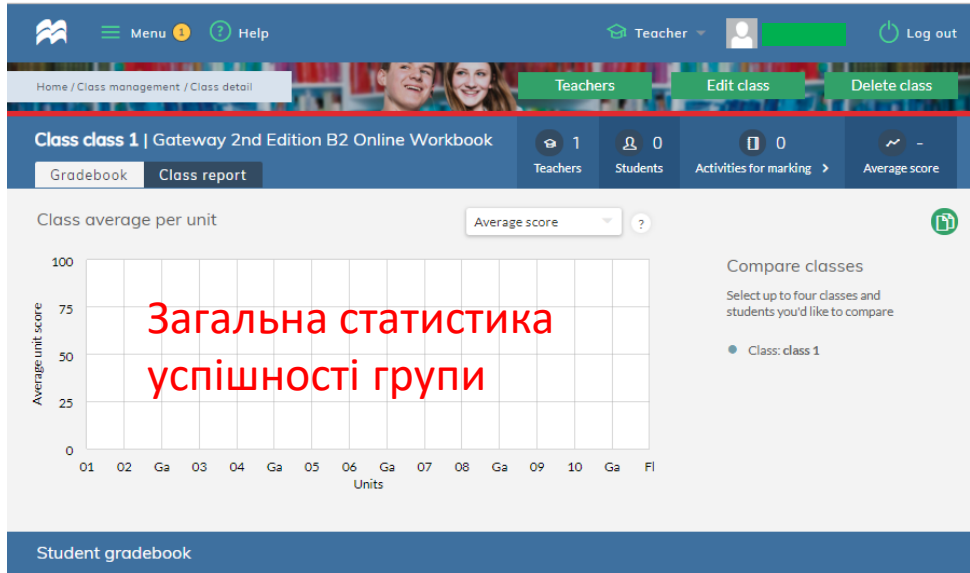 Menu 1 Help Teacher Log out
Home / Class management / Class detail Teachers Edit class Delete class
Class class 1 | Gateway 2nd Edition B2 Online Workbook
1 0 0 -
Teachers Students Activities for marking > Average score
Gradebook Class report
Class average per unit Average score ?
Compare classes
Select up to four classes and
students you'd like to compare
Class: class 1
Average unit score
100
75
50
25
0
Загальна статистика
успішності групи
01 02 Ga 03 04 Ga 05 06 Ga 07 08 Ga 09 10 Ga Fl
Units
Student gradebook